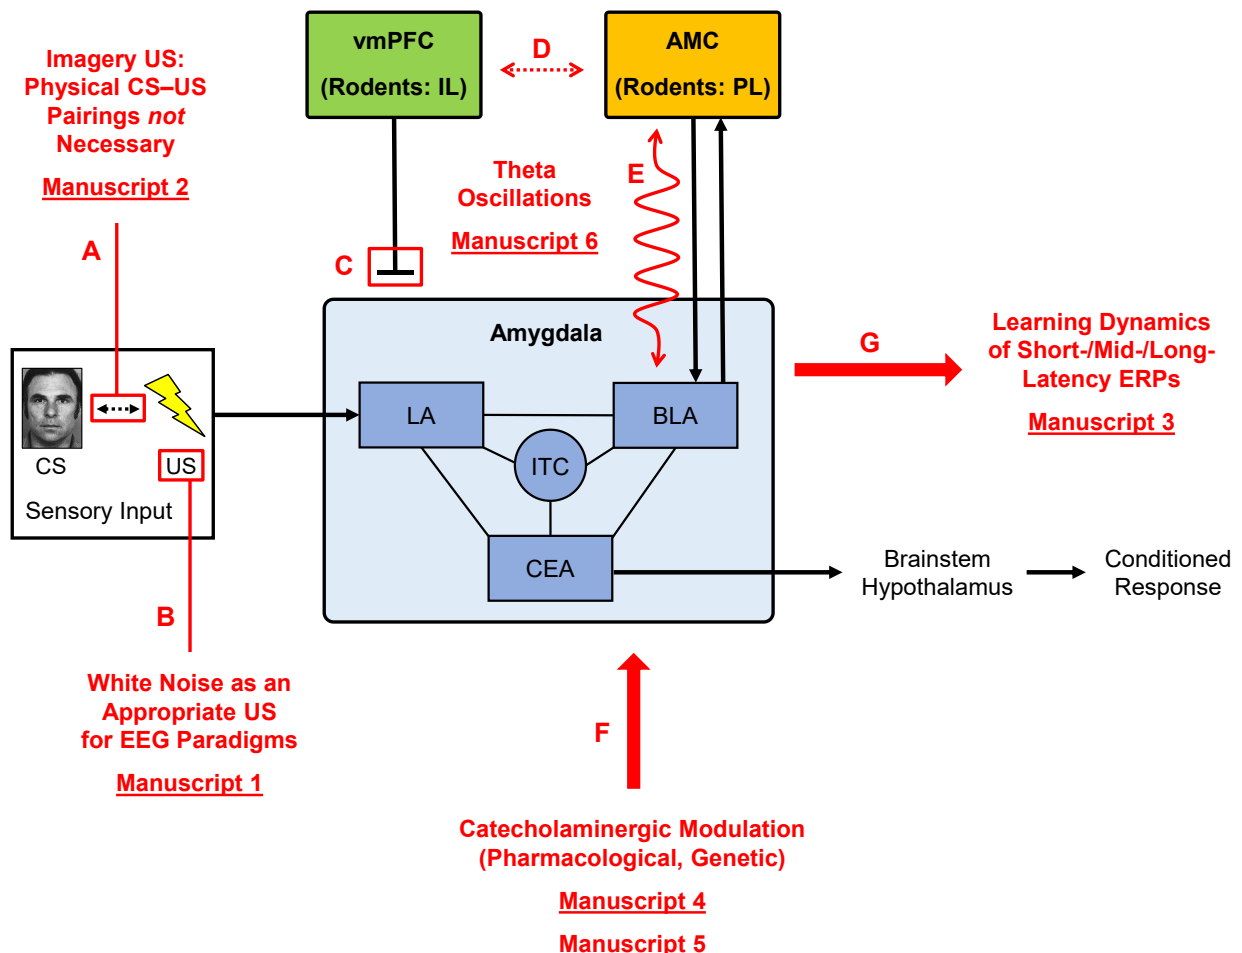 Imagery US:
Physical CS–US
Pairings not
Necessary
Manuscript 2
A
vmPFC
(Rodents: IL)
D
AMC
(Rodents: PL)
Theta
Oscillations
Manuscript 6
E
C
CS
US
Sensory Input
B
White Noise as an
Appropriate US
for EEG Paradigms
Manuscript 1
Amygdala
LA
BLA
ITC
CEA
G
Learning Dynamics
of Short-/Mid-/Long-
Latency ERPs
Manuscript 3
Brainstem
Hypothalamus
Conditioned
Response
F
Catecholaminergic Modulation
(Pharmacological, Genetic)
Manuscript 4
Manuscript 5